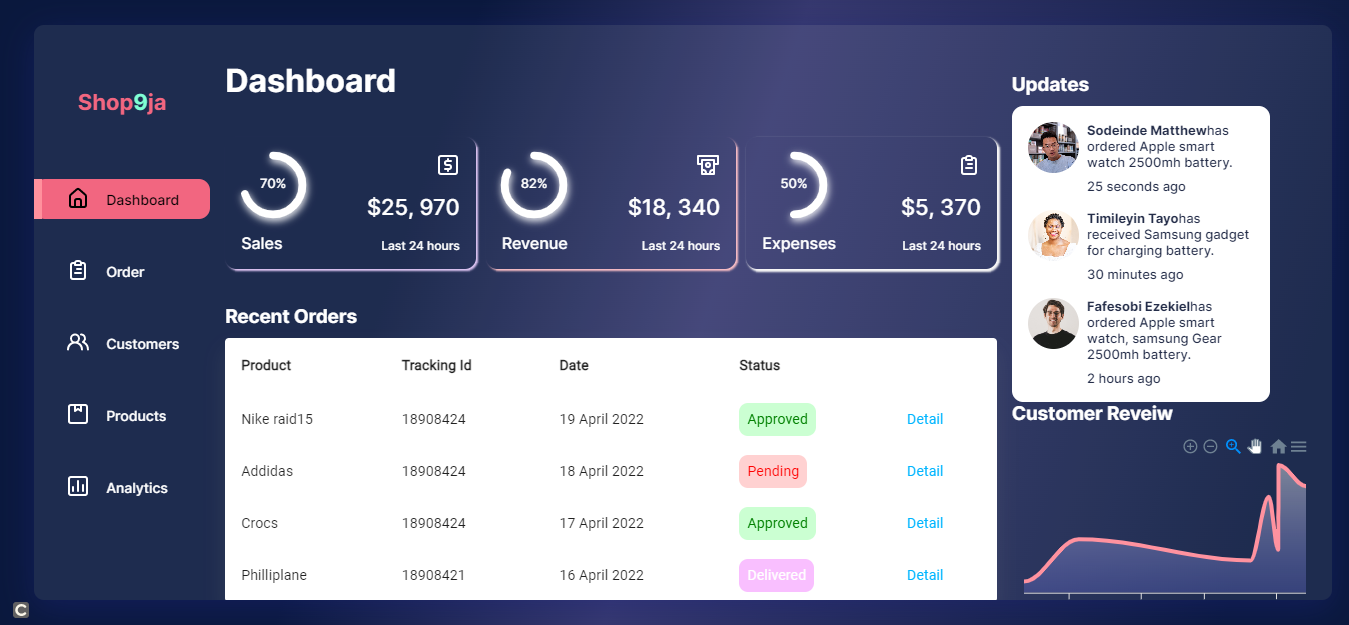 Shop9ja
Dashboard
Order
Customers
Products
Analytics
Dashboard
70%
$25, 970
Sales
Last 24 hours
82%
$18, 340
Revenue
Last 24 hours
50%
$5, 370
Expenses
Last 24 hours
Recent Orders
Product Tracking Id Date Status
Nike raid15 18908424 19 April 2022 Approved Detail
Addidas 18908424 18 April 2022 Pending Detail
Crocs 18908424 17 April 2022 Approved Detail
Philliplane 18908421 16 April 2022 Delivered Detail
Updates
Sodeinde Matthewhas
ordered Apple smart
watch 2500mh battery.
25 seconds ago
Timileyin Tayohas
received Samsung gadget
for charging battery.
30 minutes ago
Fafesobi Ezekielhas
ordered Apple smart
watch, samsung Gear
2500mh battery.
2 hours ago
Customer Reveiw
C